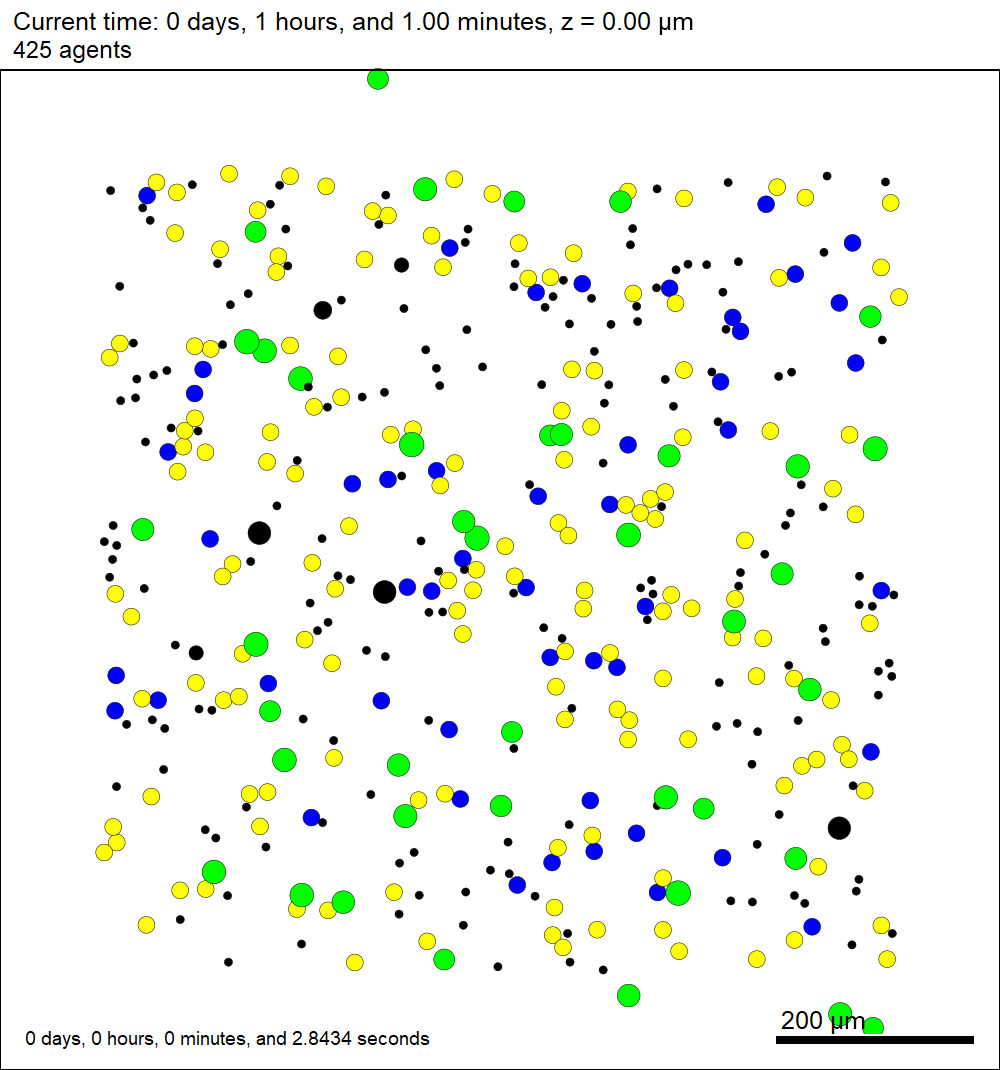 Current time: 0 days, 1 hours, and 1.00 minutes, z = 0.00 μm
425 agents
200 μm
0 days, 0 hours, 0 minutes, and 2.8434 seconds